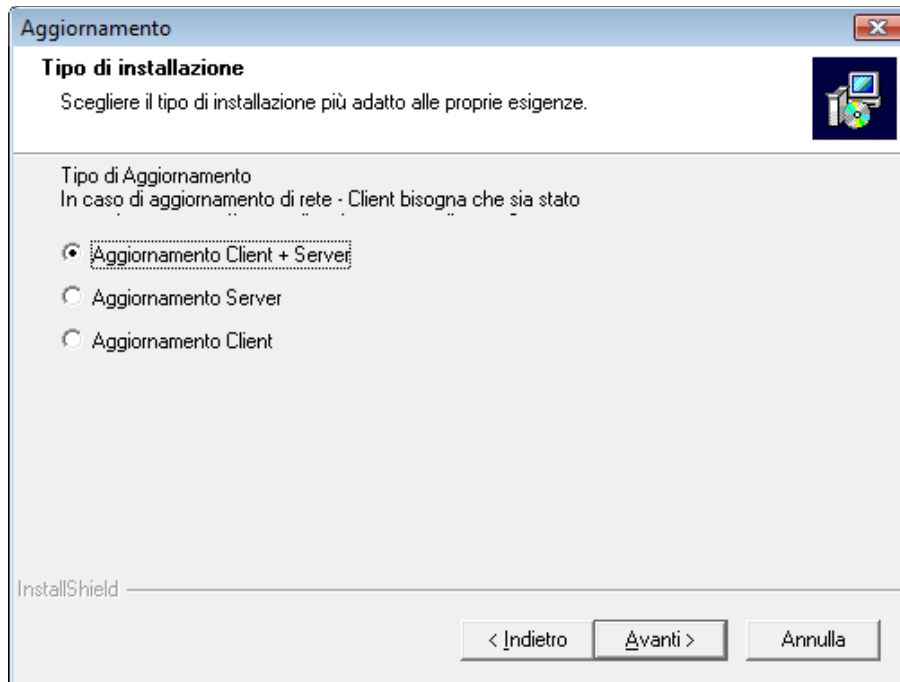 Aggiornamento
Tipo di installazione
Scegliere il tipo di installazione più adatto alle proprie esigenze.
Tipo di Aggiornamento
In caso di aggiornamento di rete - Client bisogna che sia stato
Aggiornamento Client + Server
Aggiornamento Server
Aggiornamento Client
InstallShield
< Indietro
Avanti >
Annulla